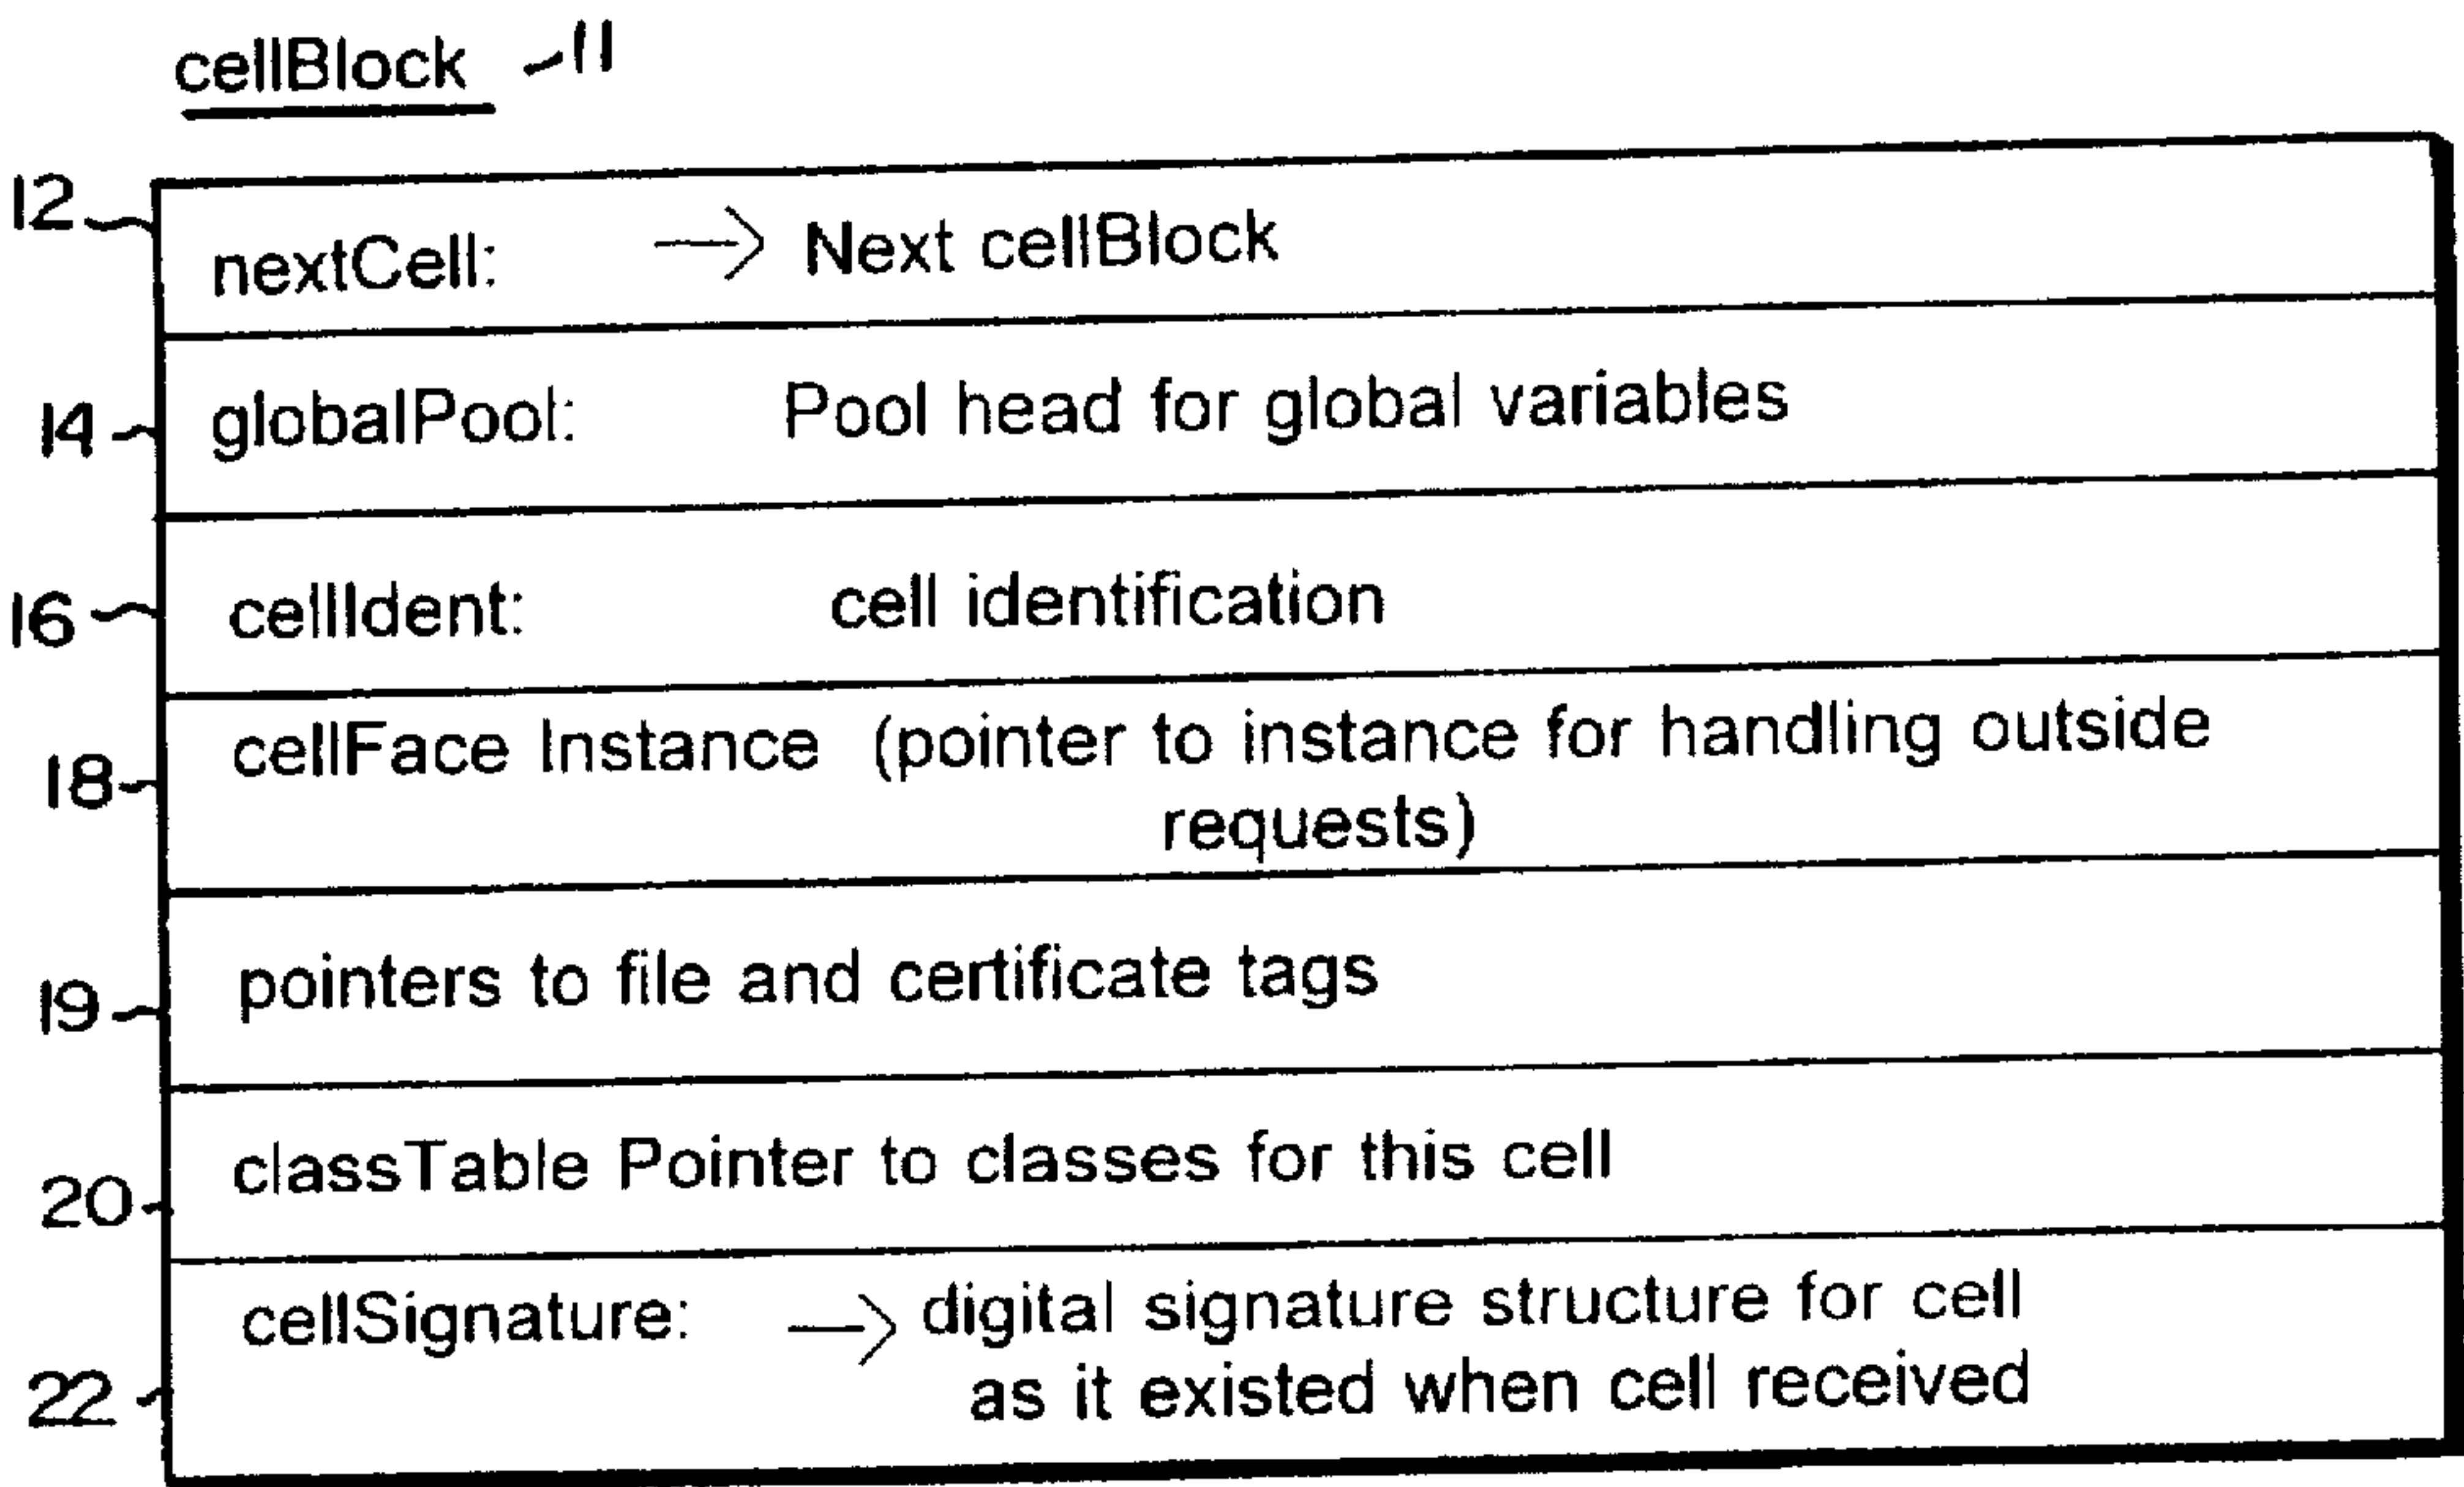 cellBlock 11
12 nextCell: → Next cellBlock
14 globalPool: Pool head for global variables
16 cellIdent: cell identification
18 cellFace Instance (pointer to instance for handling outside
requests)
19 pointers to file and certificate tags
20 classTable Pointer to classes for this cell
22 cellSignature: → digital signature structure for cell
as it existed when cell received